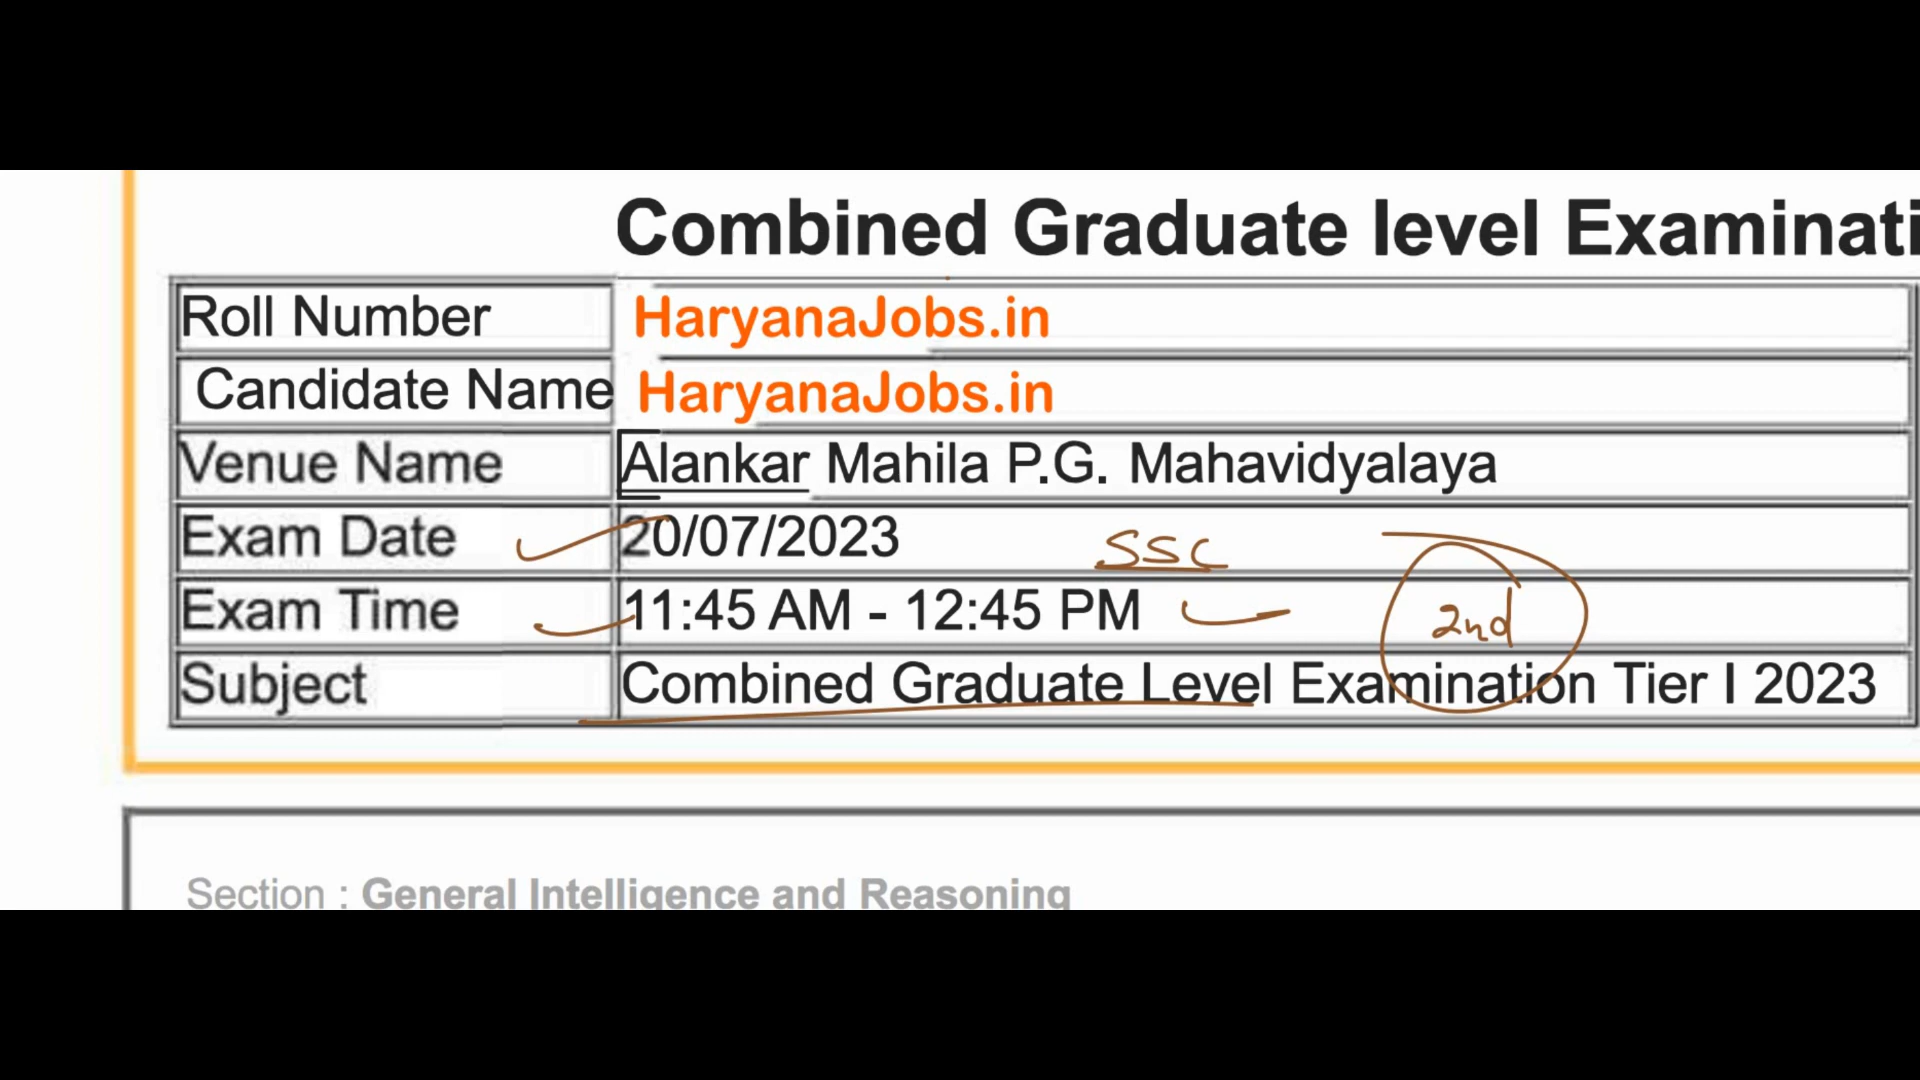 Combined Graduate level Examinati
Roll Number HaryanaJobs.in
Candidate Name HaryanaJobs.in
Venue Name Alankar Mahila P.G. Mahavidyalaya
Exam Date 20/07/2023 SSC
Exam Time 11:45 AM - 12:45 PM 2nd
Subject Combined Graduate Level Examination Tier I 2023
Section : General Intelligence and Reasoning